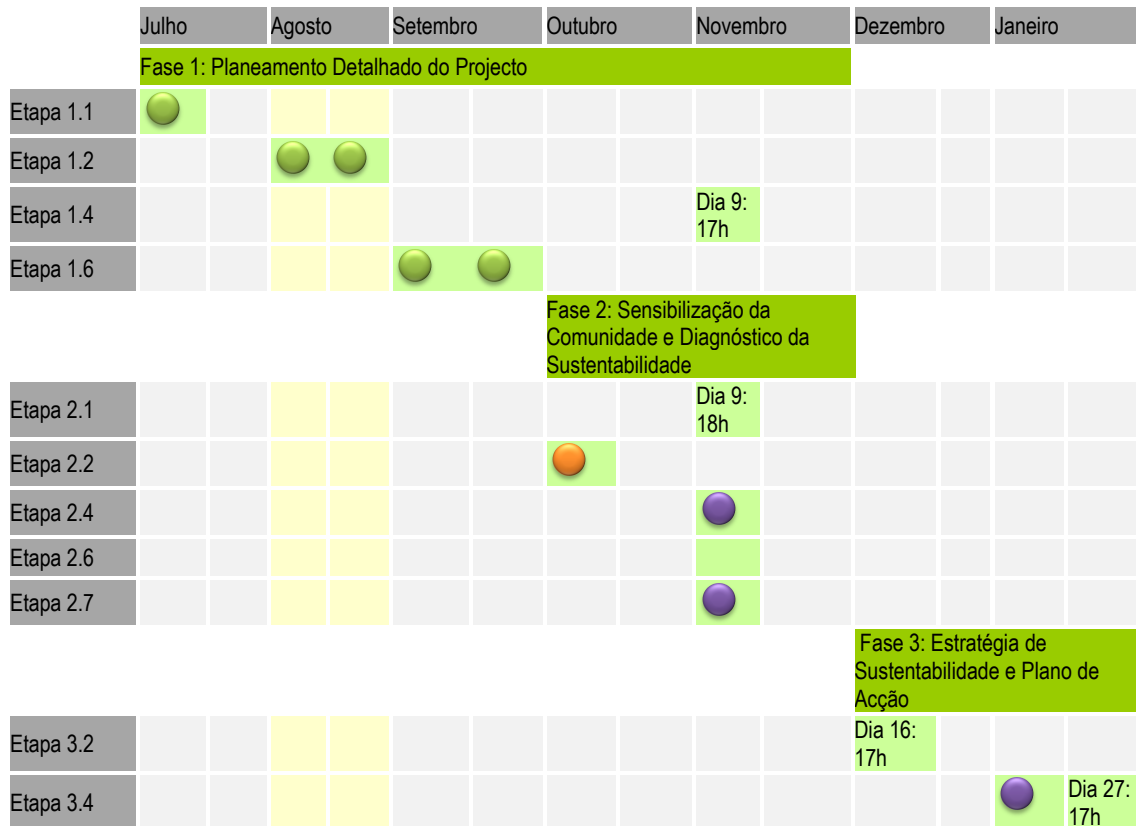 Julho Agosto Setembro Outubro Novembro Dezembro Janeiro
Fase 1: Planeamento Detalhado do Projecto
Etapa 1.1
Etapa 1.2
Etapa 1.4
Dia 9:
17h
Etapa 1.6
Fase 2: Sensibilização da
Comunidade e Diagnóstico da
Sustentabilidade
Etapa 2.1
Dia 9:
18h
Etapa 2.2
Etapa 2.4
Etapa 2.6
Etapa 2.7
Fase 3: Estratégia de
Sustentabilidade e Plano de
Acção
Etapa 3.2
Dia 16:
17h
Etapa 3.4
Dia 27:
17h